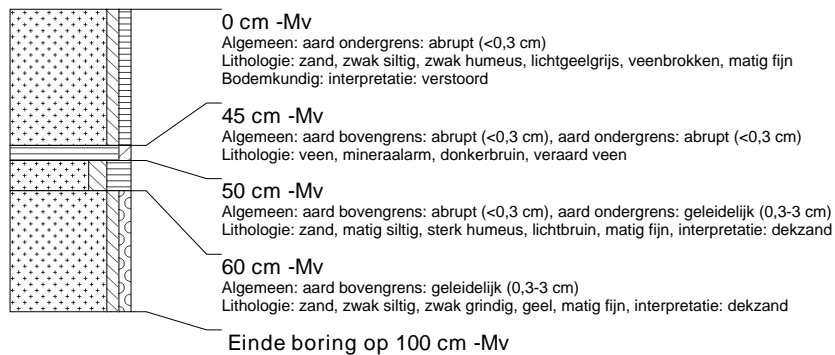 0 cm -Mv
Algemeen: aard ondergrens: abrupt (<0,3 cm)
Lithologie: zand, zwak siltig, zwak humeus, lichtgeelgrijs, veenbrokken, matig fijn
Bodemkundig: interpretatie: verstoord
45 cm -Mv
Algemeen: aard bovengrens: abrupt (<0,3 cm), aard ondergrens: abrupt (<0,3 cm)
Lithologie: veen, mineraalarm, donkerbruin, veraard veen
50 cm -Mv
Algemeen: aard bovengrens: abrupt (<0,3 cm), aard ondergrens: geleidelijk (0,3-3 cm)
Lithologie: zand, matig siltig, sterk humeus, lichtbruin, matig fijn, interpretatie: dekzand
60 cm -Mv
Algemeen: aard bovengrens: geleidelijk (0,3-3 cm)
Lithologie: zand, zwak siltig, zwak grindig, geel, matig fijn, interpretatie: dekzand
Einde boring op 100 cm -Mv